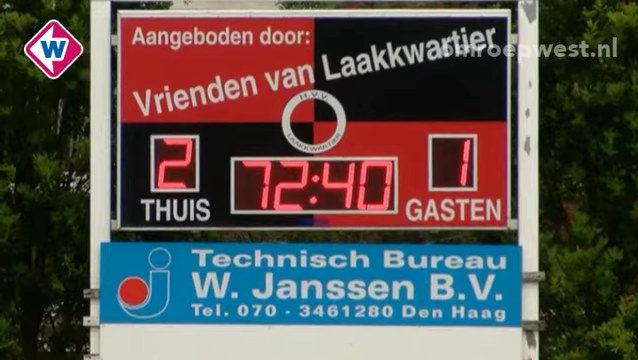 W
omroepwest.nl
Aangeboden door:
Vrienden van Laakkwartier
H.V.V.
LAAKKWARTIER
2 72:40 1
THUIS GASTEN
Technisch Bureau
W. Janssen B.V.
Tel. 070 - 3461280 Den Haag